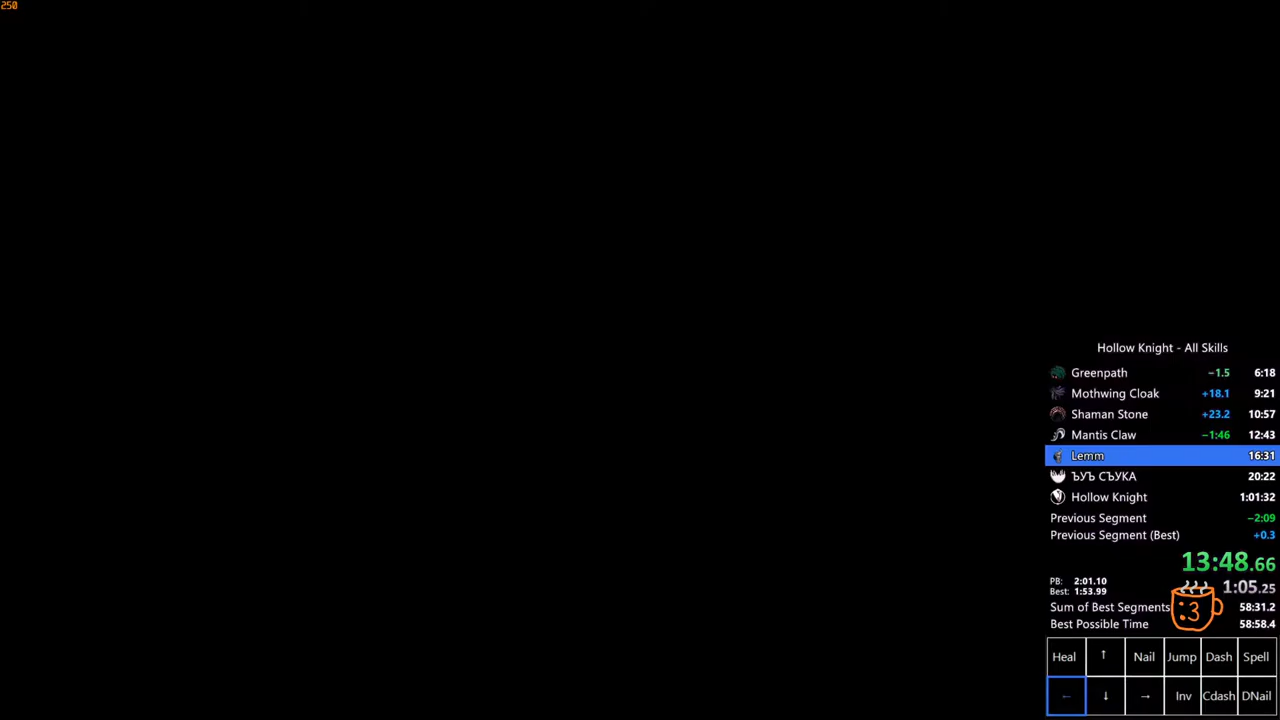 250
Hollow Knight - All Skills
Greenpath −1.5 6:18
Mothwing Cloak +18.1 9:21
Shaman Stone +23.2 10:57
Mantis Claw −1:46 12:43
Lemm 16:31
ЪУЪ СЪУКА 20:22
Hollow Knight 1:01:32
Previous Segment −2:09
Previous Segment (Best) +0.3
13:48.66
PB: 2:01.10 1:05.25
Best: 1:53.99
:3
Sum of Best Segments 58:31.2
Best Possible Time 58:58.4
Heal ↑ Nail Jump Dash Spell
← ↓ → Inv Cdash DNail